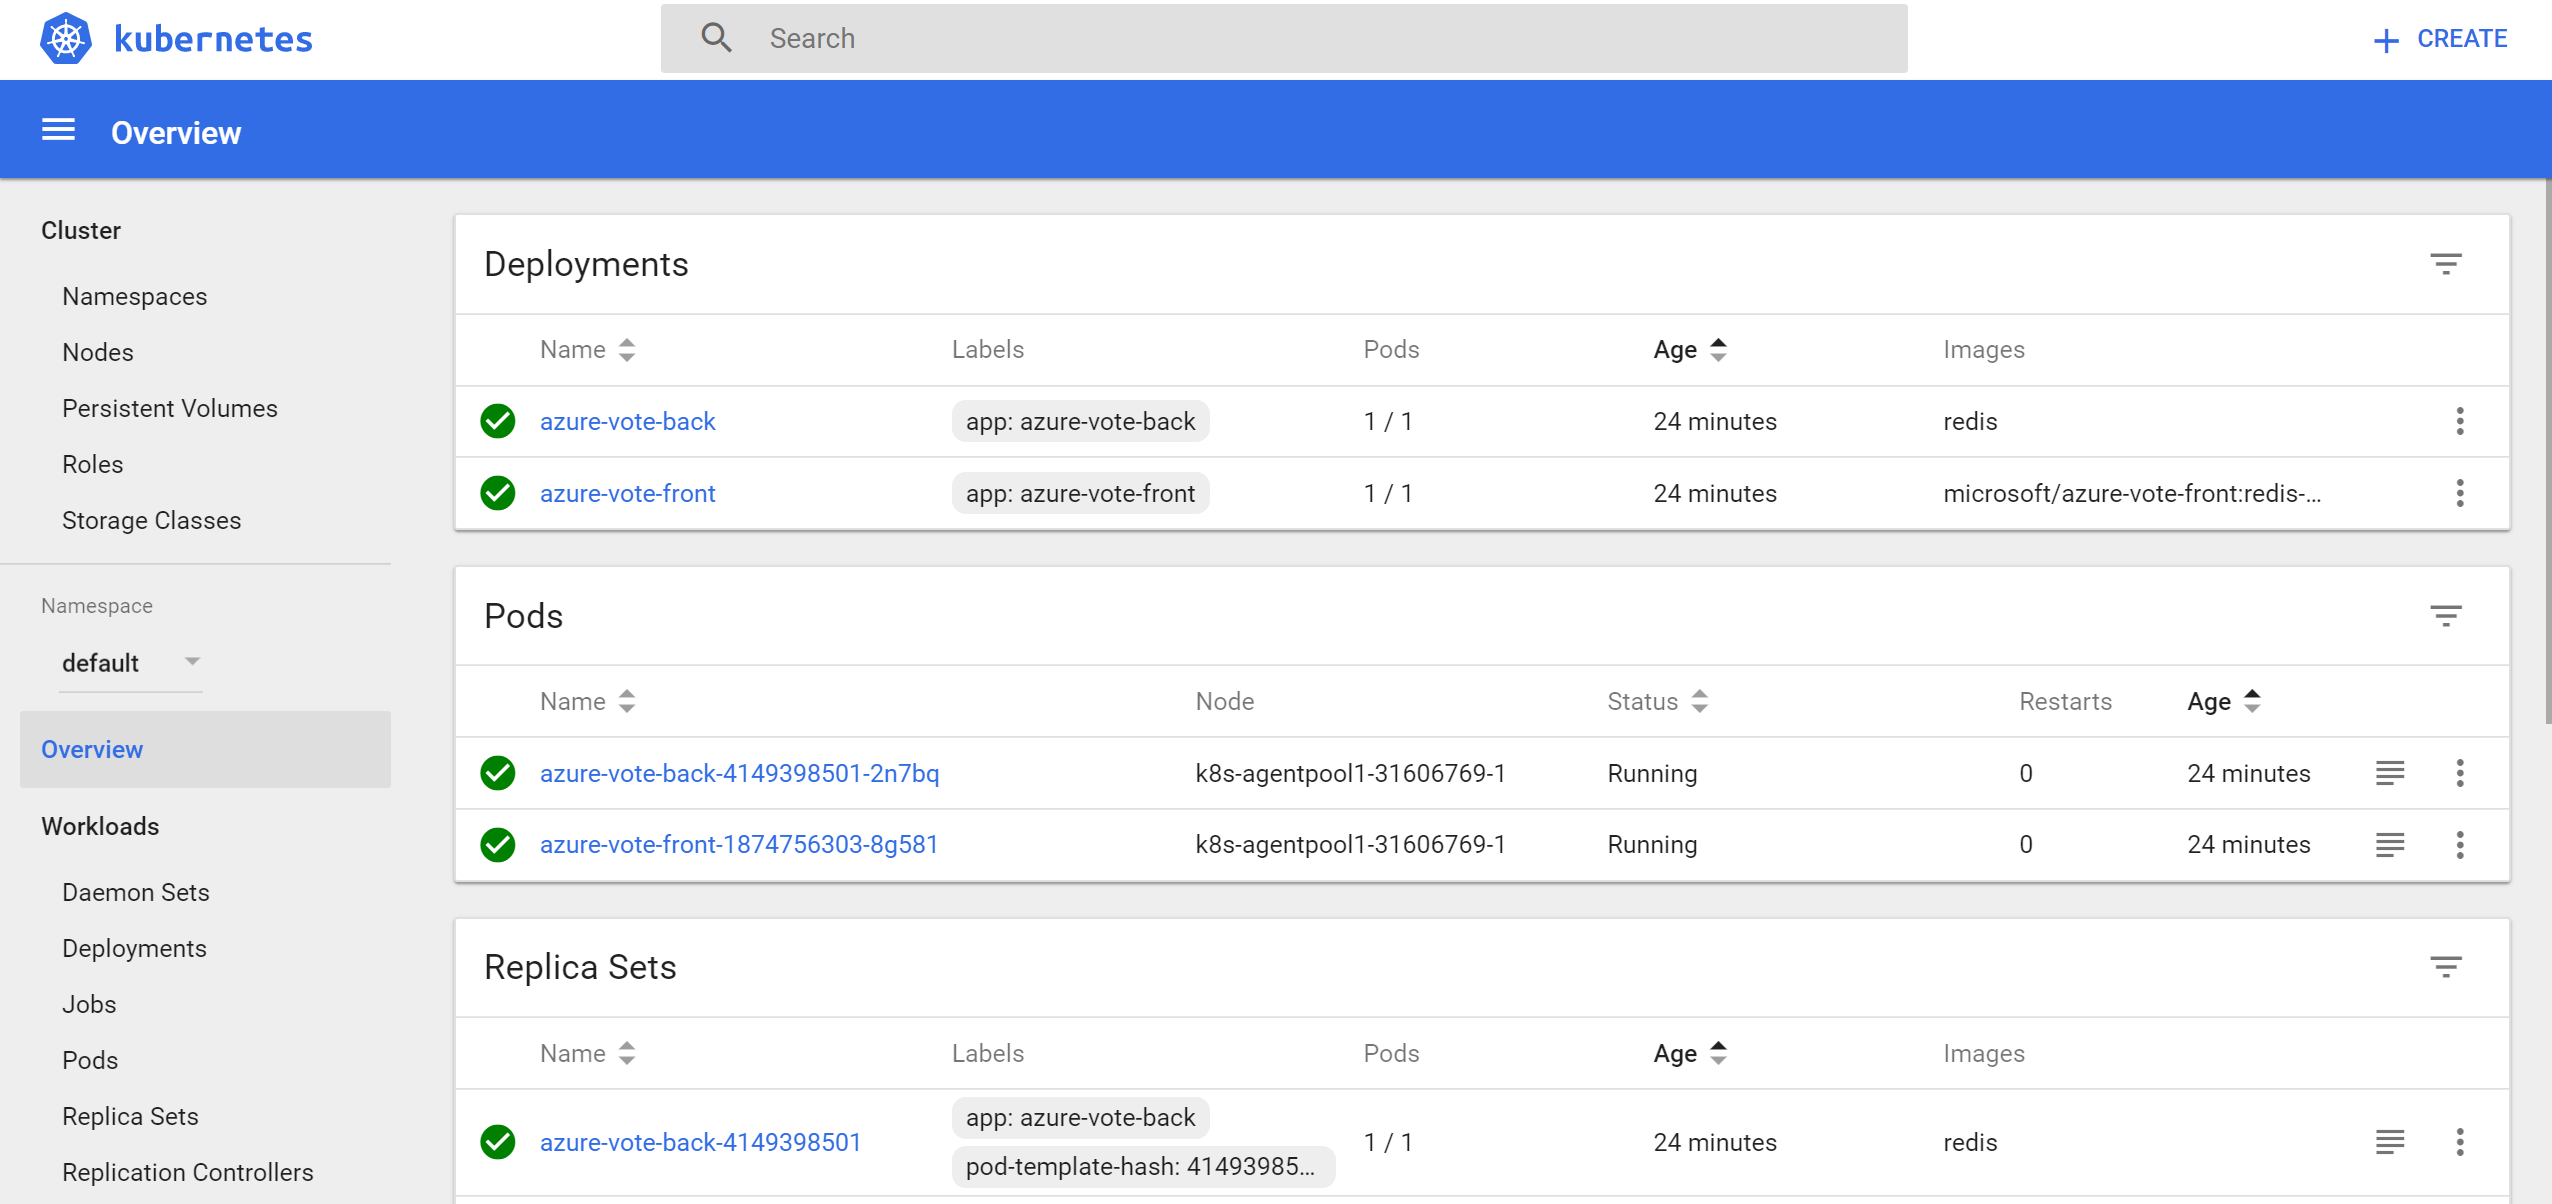 kubernetes
Search
CREATE
Overview
Cluster
Namespaces
Nodes
Persistent Volumes
Roles
Storage Classes
Namespace
default
Overview
Workloads
Daemon Sets
Deployments
Jobs
Pods
Replica Sets
Replication Controllers
Deployments
Name Labels Pods Age Images
azure-vote-back app: azure-vote-back 1 / 1 24 minutes redis
azure-vote-front app: azure-vote-front 1 / 1 24 minutes microsoft/azure-vote-front:redis-...
Pods
Name Node Status Restarts Age
azure-vote-back-4149398501-2n7bq k8s-agentpool1-31606769-1 Running 0 24 minutes
azure-vote-front-1874756303-8g581 k8s-agentpool1-31606769-1 Running 0 24 minutes
Replica Sets
Name Labels Pods Age Images
azure-vote-back-4149398501 app: azure-vote-back 1 / 1 24 minutes redis
pod-template-hash: 41493985...